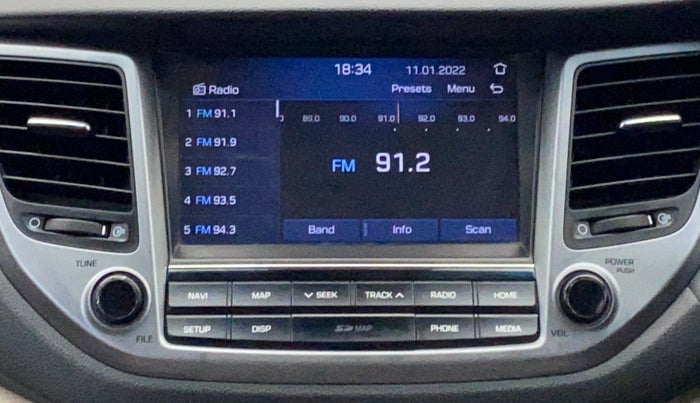 18:34 11.01.2022
Radio Presets Menu
1 FM 91.1
89.0 90.0 91.0 92.0 93.0 94.0
2 FM 91.9
FM 91.2
3 FM 92.7
4 FM 93.5
5 FM 94.3
Band Info Scan
TUNE
POWER
PUSH
NAVI MAP SEEK TRACK RADIO HOME
SETUP DISP SD MAP PHONE MEDIA
FILE
VOL